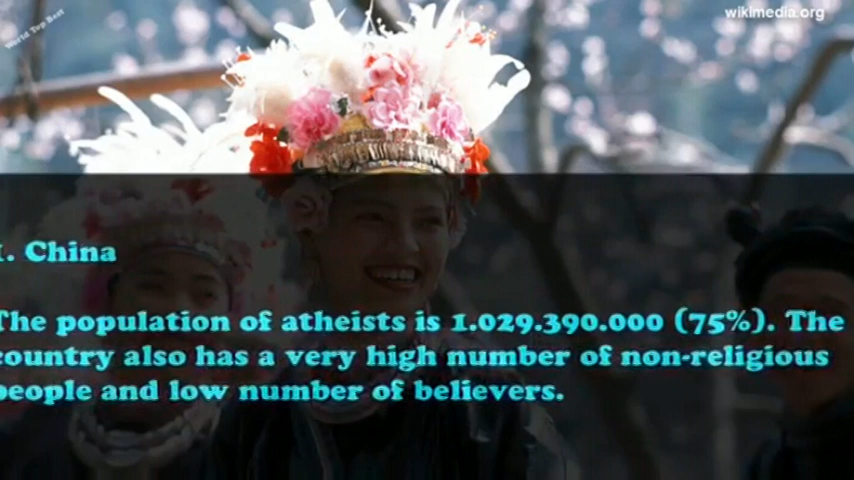 World Top Best
wikimedia.org
1. China
The population of atheists is 1.029.390.000 (75%). The
country also has a very high number of non-religious
people and low number of believers.